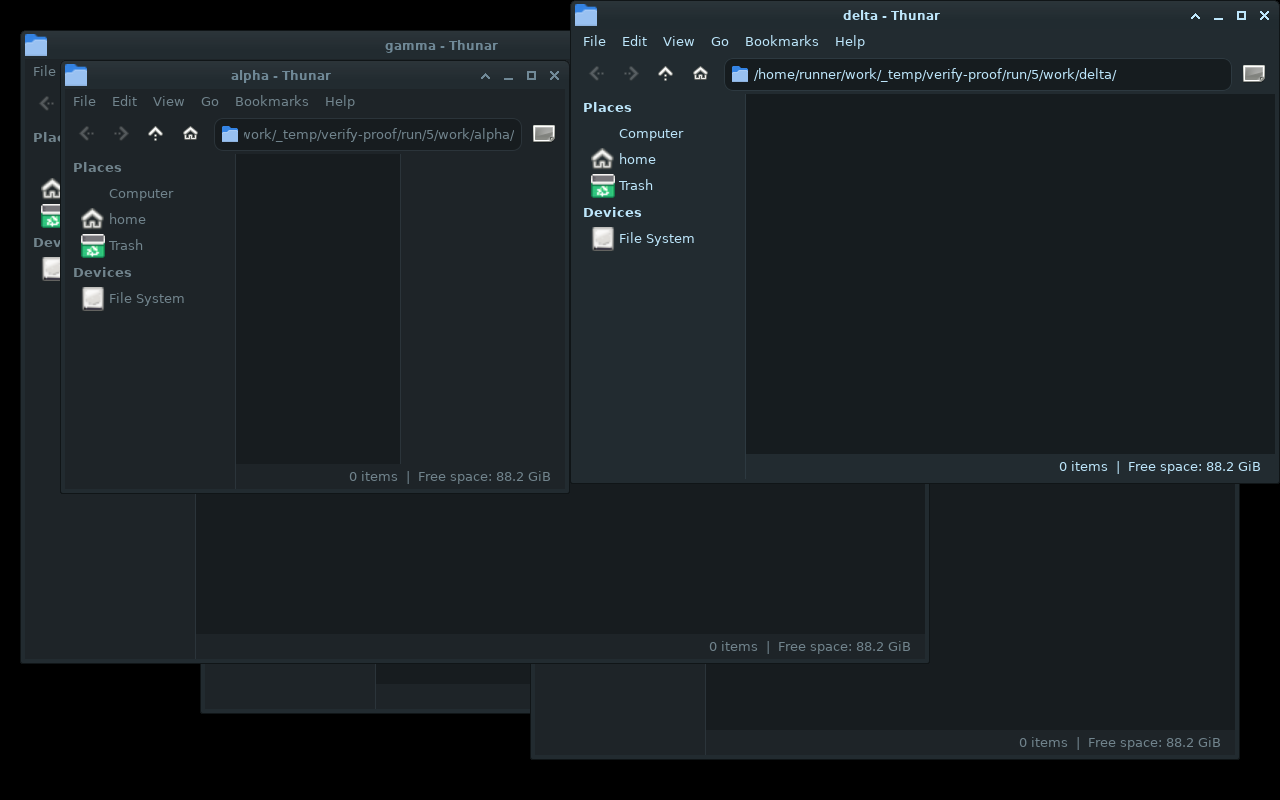 delta - Thunar
File Edit View Go Bookmarks Help
/home/runner/work/_temp/verify-proof/run/5/work/delta/
Places
Computer
home
Trash
Devices
File System
0 items | Free space: 88.2 GiB
gamma - Thunar
File
alpha - Thunar
File Edit View Go Bookmarks Help
work/_temp/verify-proof/run/5/work/alpha/
Places
Computer
home
Trash
Devices
File System
0 items | Free space: 88.2 GiB
0 items | Free space: 88.2 GiB
0 items | Free space: 88.2 GiB